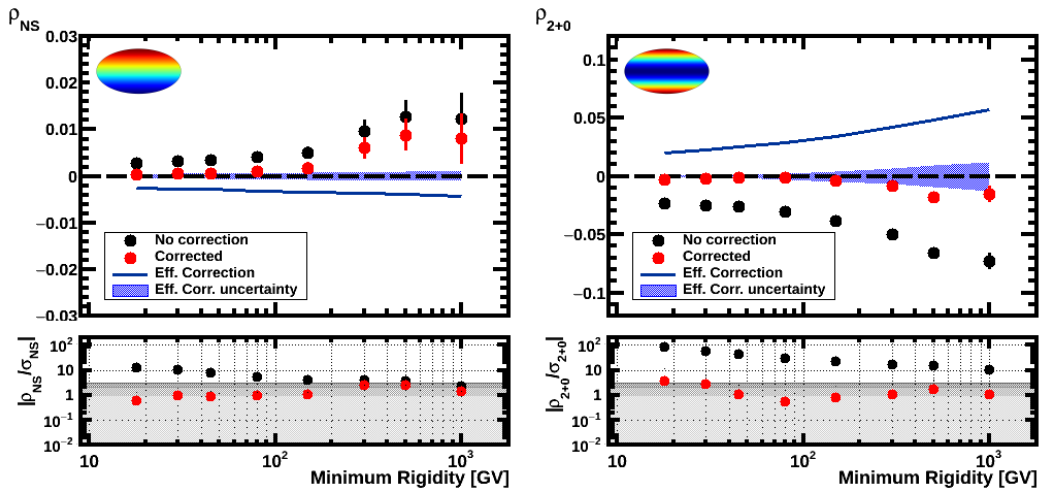 ρNS
0.03
0.02
0.01
0
−0.01
−0.02
−0.03
No correction
Corrected
Eff. Correction
Eff. Corr. uncertainty
|ρNS/σNS|
10²
10
1
10⁻¹
10⁻²
10
10²
10³
Minimum Rigidity [GV]
ρ2+0
0.1
0.05
0
−0.05
−0.1
No correction
Corrected
Eff. Correction
Eff. Corr. uncertainty
|ρ2+0/σ2+0|
10²
10
1
10⁻¹
10⁻²
10
10²
10³
Minimum Rigidity [GV]